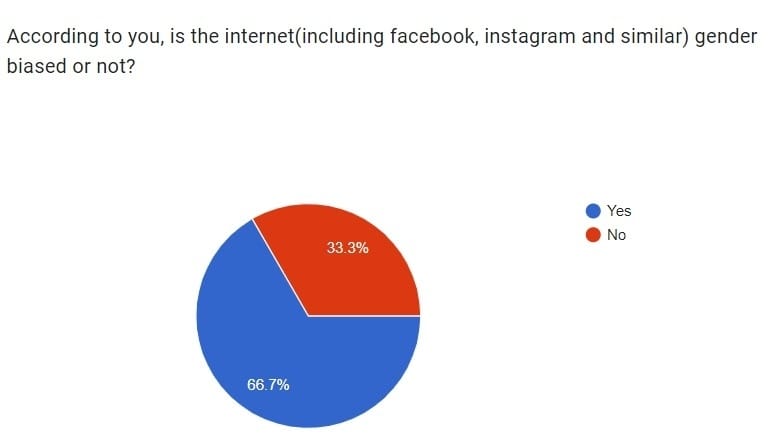 According to you, is the internet(including facebook, instagram and similar) gender
biased or not?
Yes
No
33.3%
66.7%